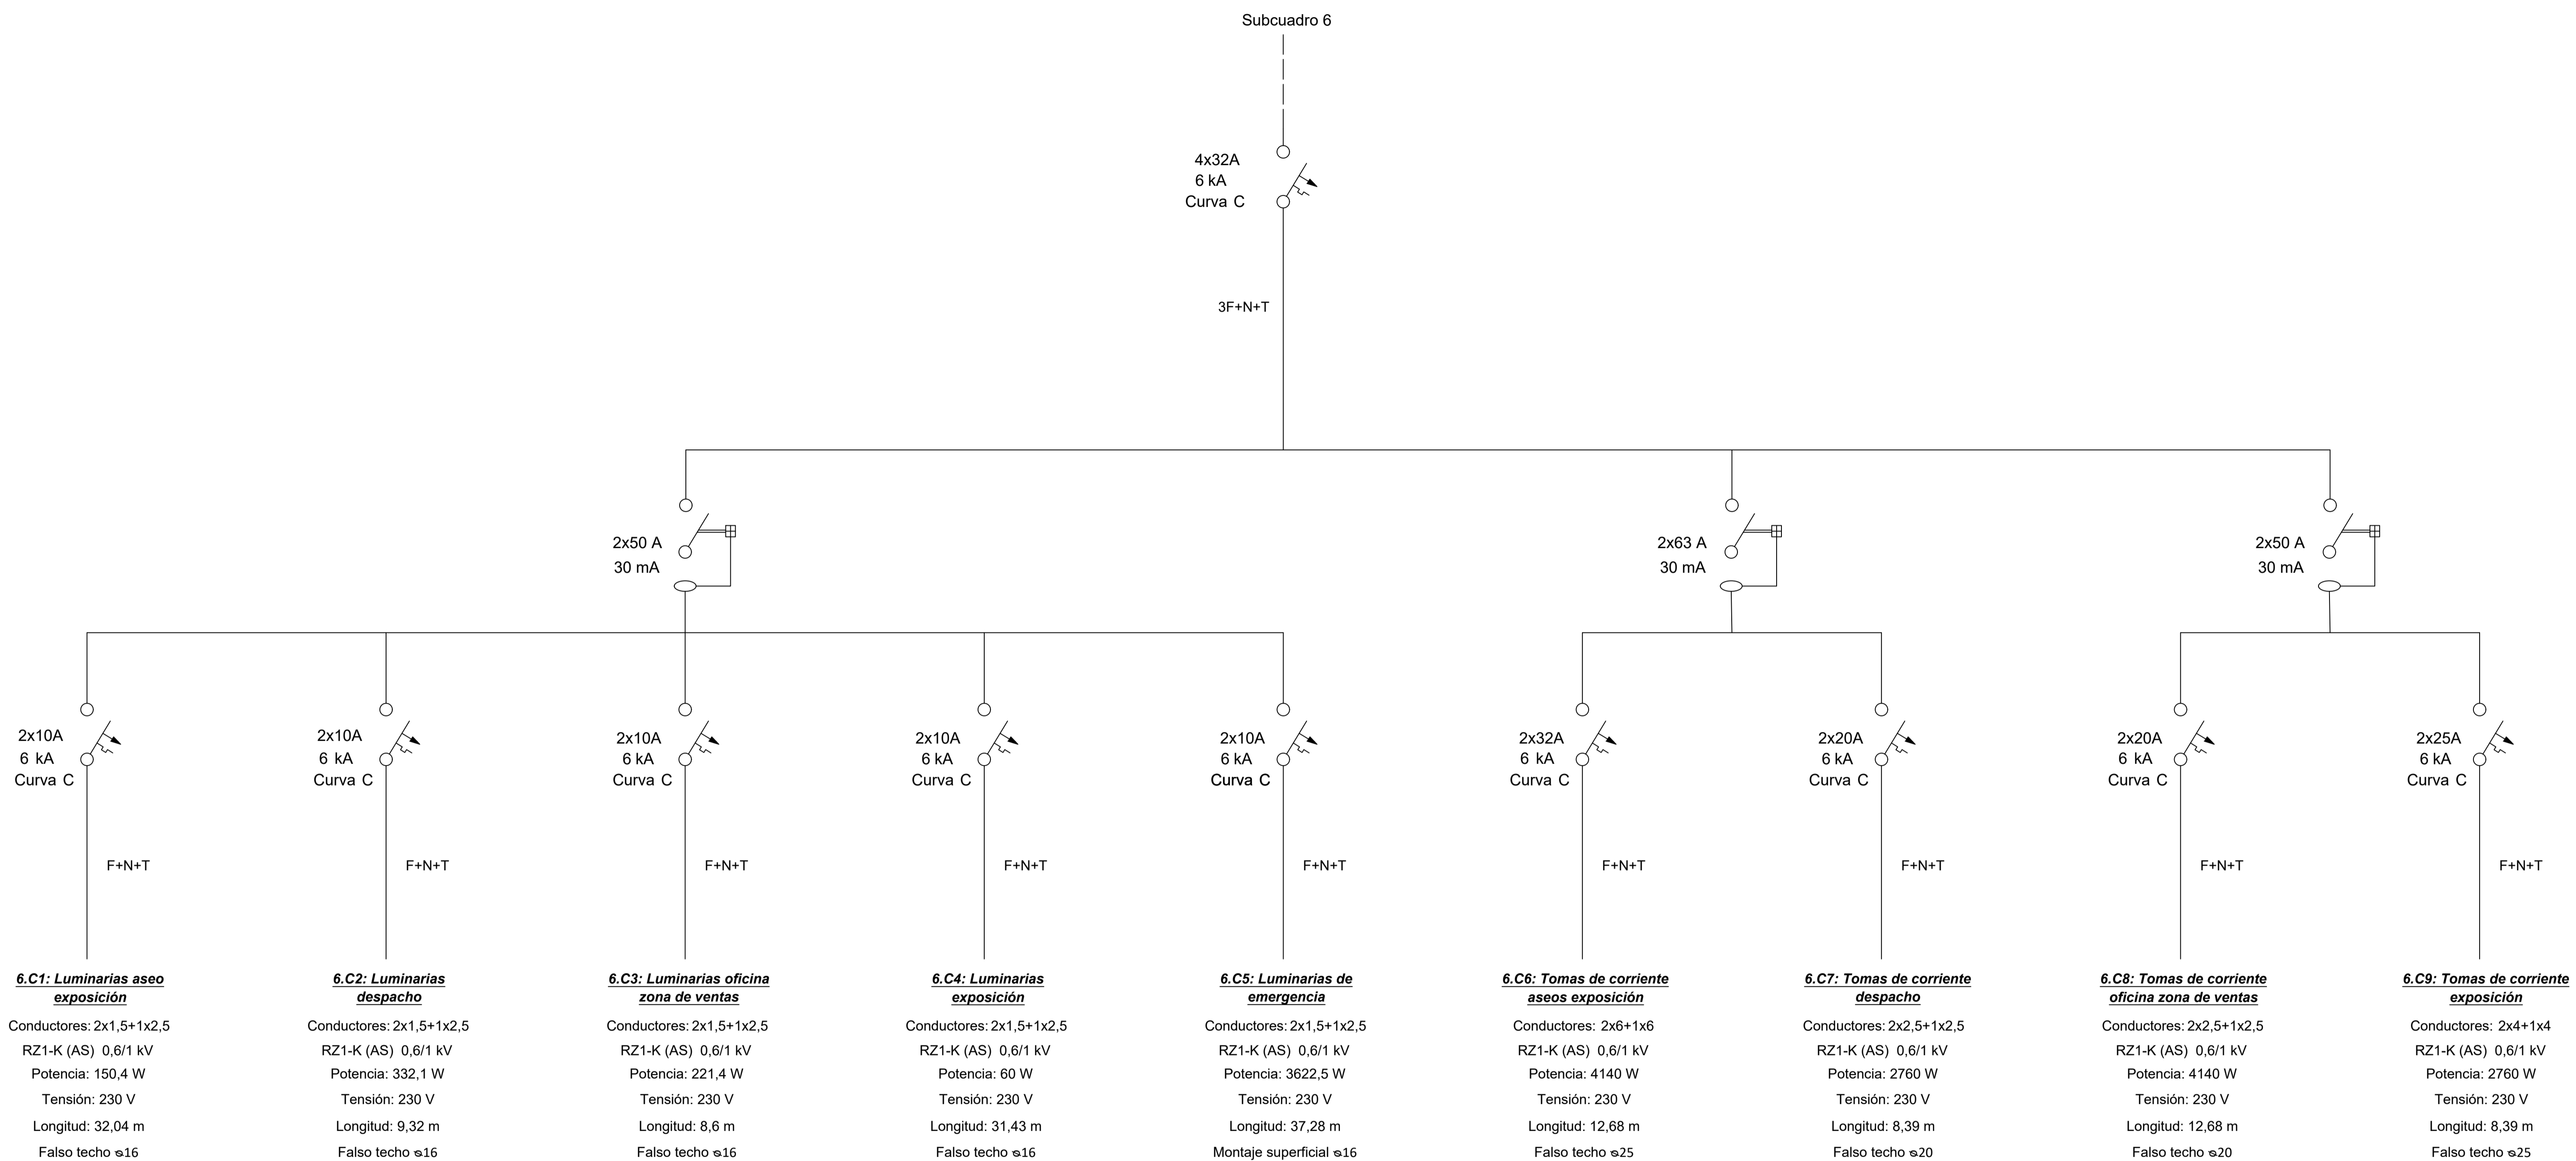 Subcuadro 6
4x32A
6 kA
Curva C
3F+N+T
2x50 A
30 mA
2x63 A
30 mA
2x50 A
30 mA
2x10A
6 kA
Curva C
2x10A
6 kA
Curva C
2x10A
6 kA
Curva C
2x10A
6 kA
Curva C
2x10A
6 kA
Curva C
2x32A
6 kA
Curva C
2x20A
6 kA
Curva C
2x20A
6 kA
Curva C
2x25A
6 kA
Curva C
F+N+T
F+N+T
F+N+T
F+N+T
F+N+T
F+N+T
F+N+T
F+N+T
F+N+T
6.C1: Luminarias aseo
exposición
Conductores: 2x1,5+1x2,5
RZ1-K (AS) 0,6/1 kV
Potencia: 150,4 W
Tensión: 230 V
Longitud: 32,04 m
Falso techo ⌀16
6.C2: Luminarias
despacho
Conductores: 2x1,5+1x2,5
RZ1-K (AS) 0,6/1 kV
Potencia: 332,1 W
Tensión: 230 V
Longitud: 9,32 m
Falso techo ⌀16
6.C3: Luminarias oficina
zona de ventas
Conductores: 2x1,5+1x2,5
RZ1-K (AS) 0,6/1 kV
Potencia: 221,4 W
Tensión: 230 V
Longitud: 8,6 m
Falso techo ⌀16
6.C4: Luminarias
exposición
Conductores: 2x1,5+1x2,5
RZ1-K (AS) 0,6/1 kV
Potencia: 60 W
Tensión: 230 V
Longitud: 31,43 m
Falso techo ⌀16
6.C5: Luminarias de
emergencia
Conductores: 2x1,5+1x2,5
RZ1-K (AS) 0,6/1 kV
Potencia: 3622,5 W
Tensión: 230 V
Longitud: 37,28 m
Montaje superficial ⌀16
6.C6: Tomas de corriente
aseos exposición
Conductores: 2x6+1x6
RZ1-K (AS) 0,6/1 kV
Potencia: 4140 W
Tensión: 230 V
Longitud: 12,68 m
Falso techo ⌀25
6.C7: Tomas de corriente
despacho
Conductores: 2x2,5+1x2,5
RZ1-K (AS) 0,6/1 kV
Potencia: 2760 W
Tensión: 230 V
Longitud: 8,39 m
Falso techo ⌀20
6.C8: Tomas de corriente
oficina zona de ventas
Conductores: 2x2,5+1x2,5
RZ1-K (AS) 0,6/1 kV
Potencia: 4140 W
Tensión: 230 V
Longitud: 12,68 m
Falso techo ⌀20
6.C9: Tomas de corriente
exposición
Conductores: 2x4+1x4
RZ1-K (AS) 0,6/1 kV
Potencia: 2760 W
Tensión: 230 V
Longitud: 8,39 m
Falso techo ⌀25